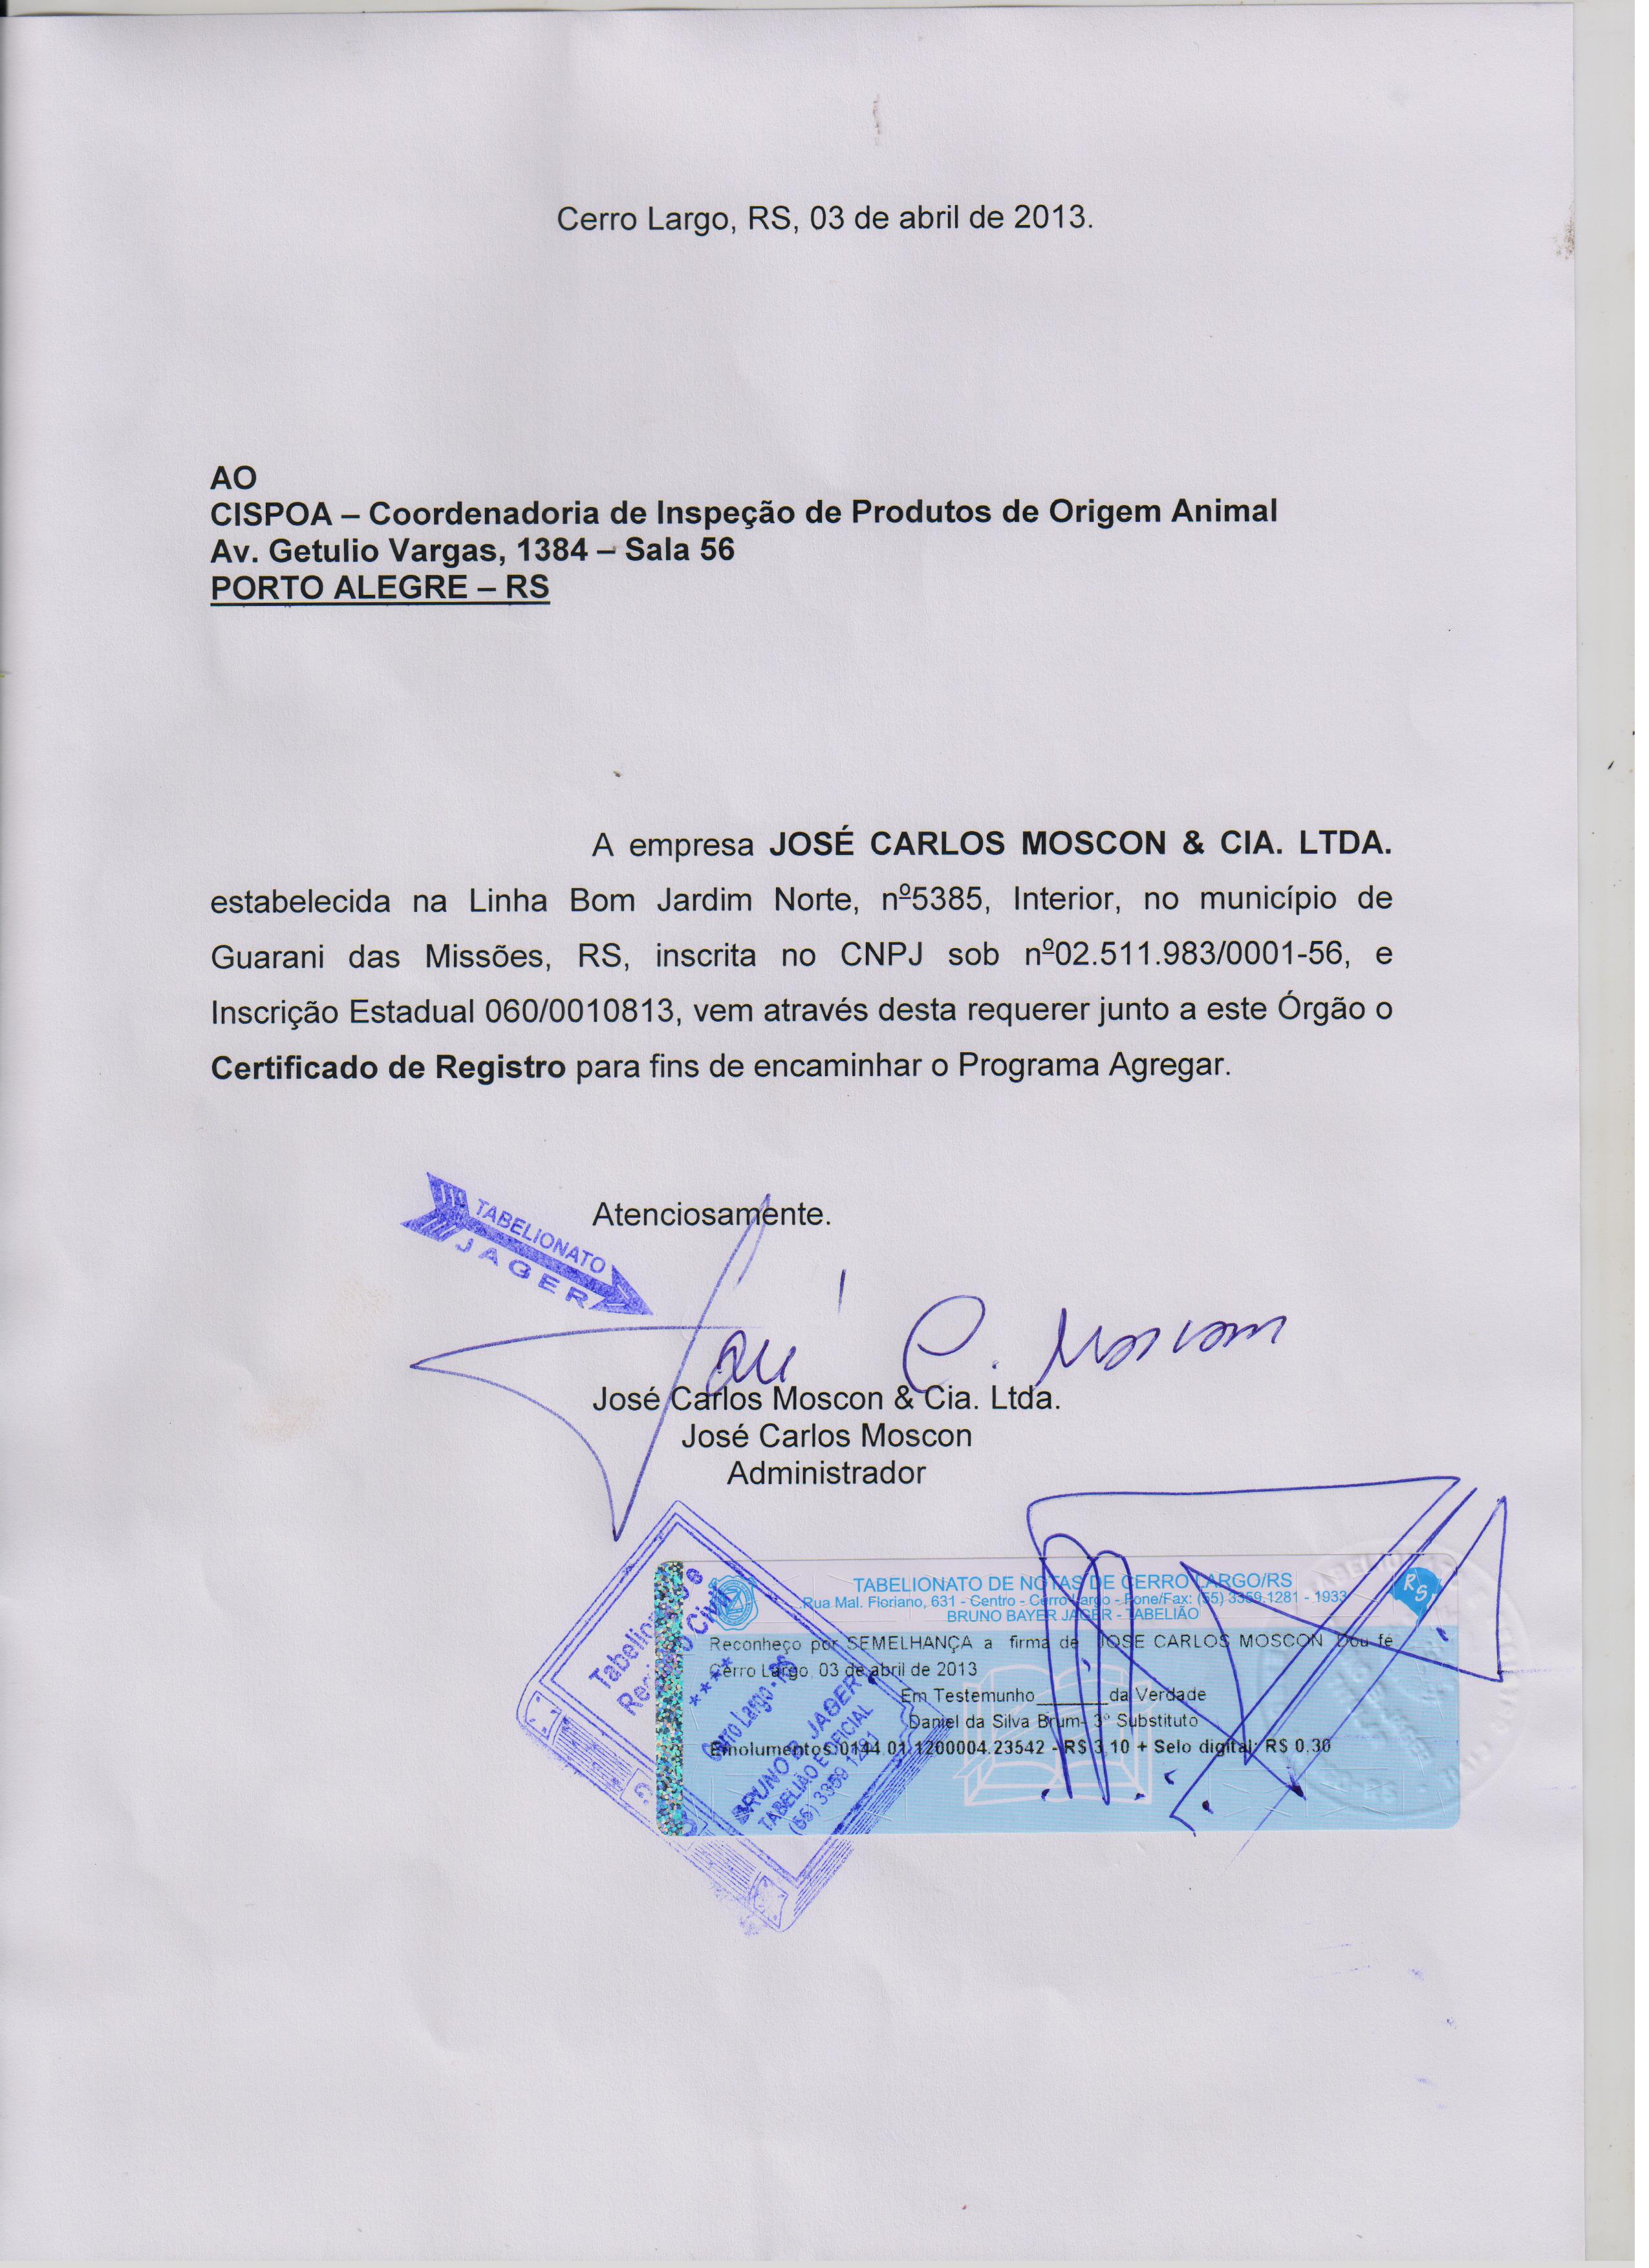 Cerro Largo, RS, 03 de abril de 2013.
AO
CISPOA – Coordenadoria de Inspeção de Produtos de Origem Animal
Av. Getulio Vargas, 1384 – Sala 56
PORTO ALEGRE – RS
A empresa JOSÉ CARLOS MOSCON & CIA. LTDA.
estabelecida na Linha Bom Jardim Norte, nº5385, Interior, no município de
Guarani das Missões, RS, inscrita no CNPJ sob nº02.511.983/0001-56, e
Inscrição Estadual 060/0010813, vem através desta requerer junto a este Órgão o
Certificado de Registro para fins de encaminhar o Programa Agregar.
Atenciosamente.
TABELIONATO
JAGER
José C. Moscon
José Carlos Moscon & Cia. Ltda.
José Carlos Moscon
Administrador
TABELIONATO DE NOTAS DE CERRO LARGO/RS
Rua Mal. Floriano, 631 - Centro - Cerro Largo - Fone/Fax: (55) 3359.1281 - 1933
BRUNO BAYER JAGER - TABELIÃO
RS
Reconheço por SEMELHANÇA a firma de JOSE CARLOS MOSCON Dou fé
Cerro Largo, 03 de abril de 2013
Em Testemunho_______da Verdade
Daniel da Silva Brum- 3º Substituto
Emolumentos:0144.01.1200004.23542 - R$ 3,10 + Selo digital: R$ 0.30
Civil
****
Cerro Largo - RS
BRUNO B. JAGER
TABELIÃO E OFICIAL
(55) 3359 1281